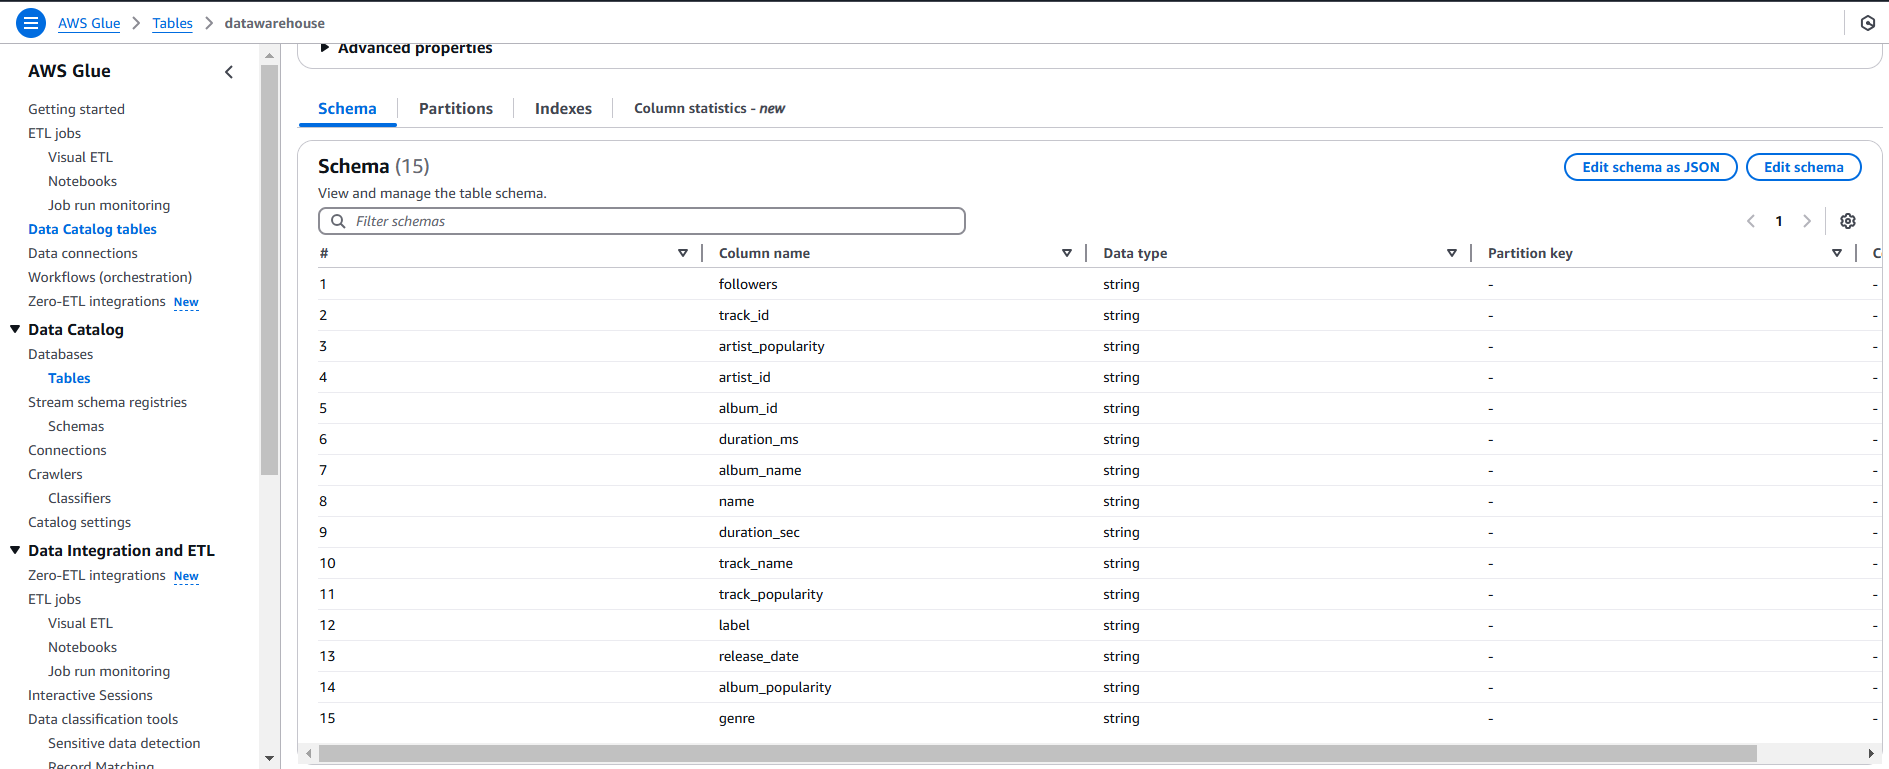 AWS Glue > Tables > datawarehouse
AWS Glue
Getting started
ETL jobs
Visual ETL
Notebooks
Job run monitoring
Data Catalog tables
Data connections
Workflows (orchestration)
Zero-ETL integrations New
Data Catalog
Databases
Tables
Stream schema registries
Schemas
Connections
Crawlers
Classifiers
Catalog settings
Data Integration and ETL
Zero-ETL integrations New
ETL jobs
Visual ETL
Notebooks
Job run monitoring
Interactive Sessions
Data classification tools
Sensitive data detection
Record Matching
Advanced properties
Schema Partitions Indexes Column statistics - new
Schema (15) Edit schema as JSON Edit schema
View and manage the table schema.
Filter schemas 1
# Column name Data type Partition key C
1 followers string - -
2 track_id string - -
3 artist_popularity string - -
4 artist_id string - -
5 album_id string - -
6 duration_ms string - -
7 album_name string - -
8 name string - -
9 duration_sec string - -
10 track_name string - -
11 track_popularity string - -
12 label string - -
13 release_date string - -
14 album_popularity string - -
15 genre string - -